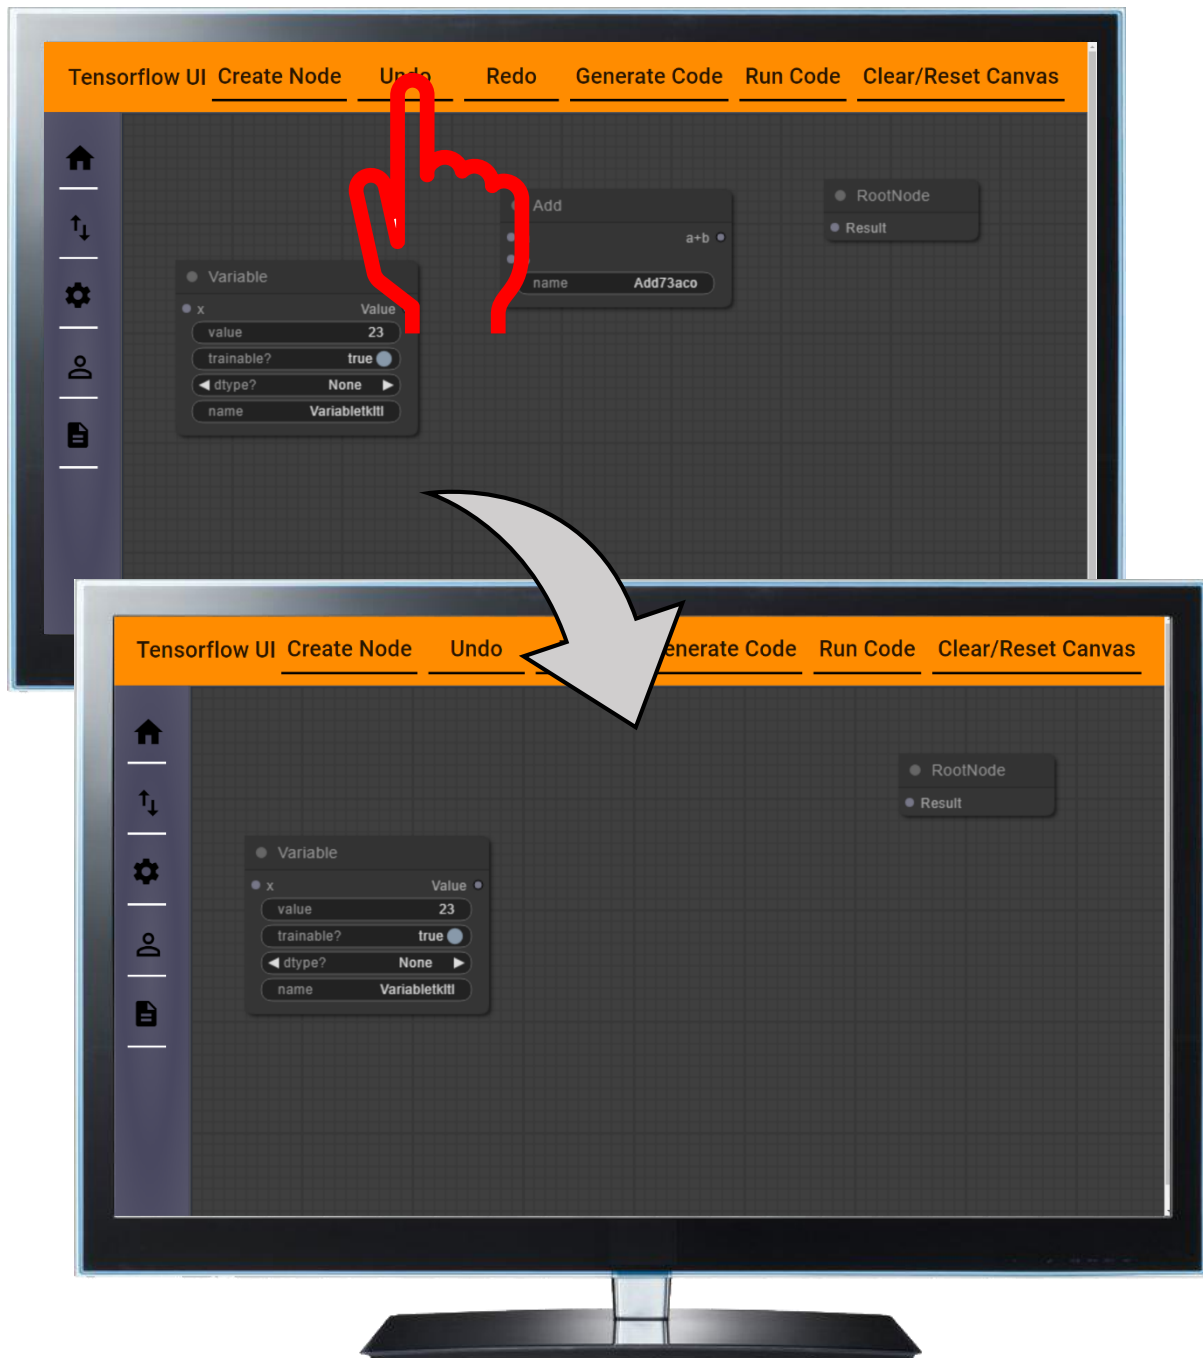 Tensorflow UI Create Node Undo Redo Generate Code Run Code Clear/Reset Canvas
Add
a+b
name Add73aco
RootNode
Result
Variable
x Value
value 23
trainable? true
dtype? None
name Variabletkltl
Tensorflow UI Create Node Undo enerate Code Run Code Clear/Reset Canvas
RootNode
Result
Variable
x Value
value 23
trainable? true
dtype? None
name Variabletkltl